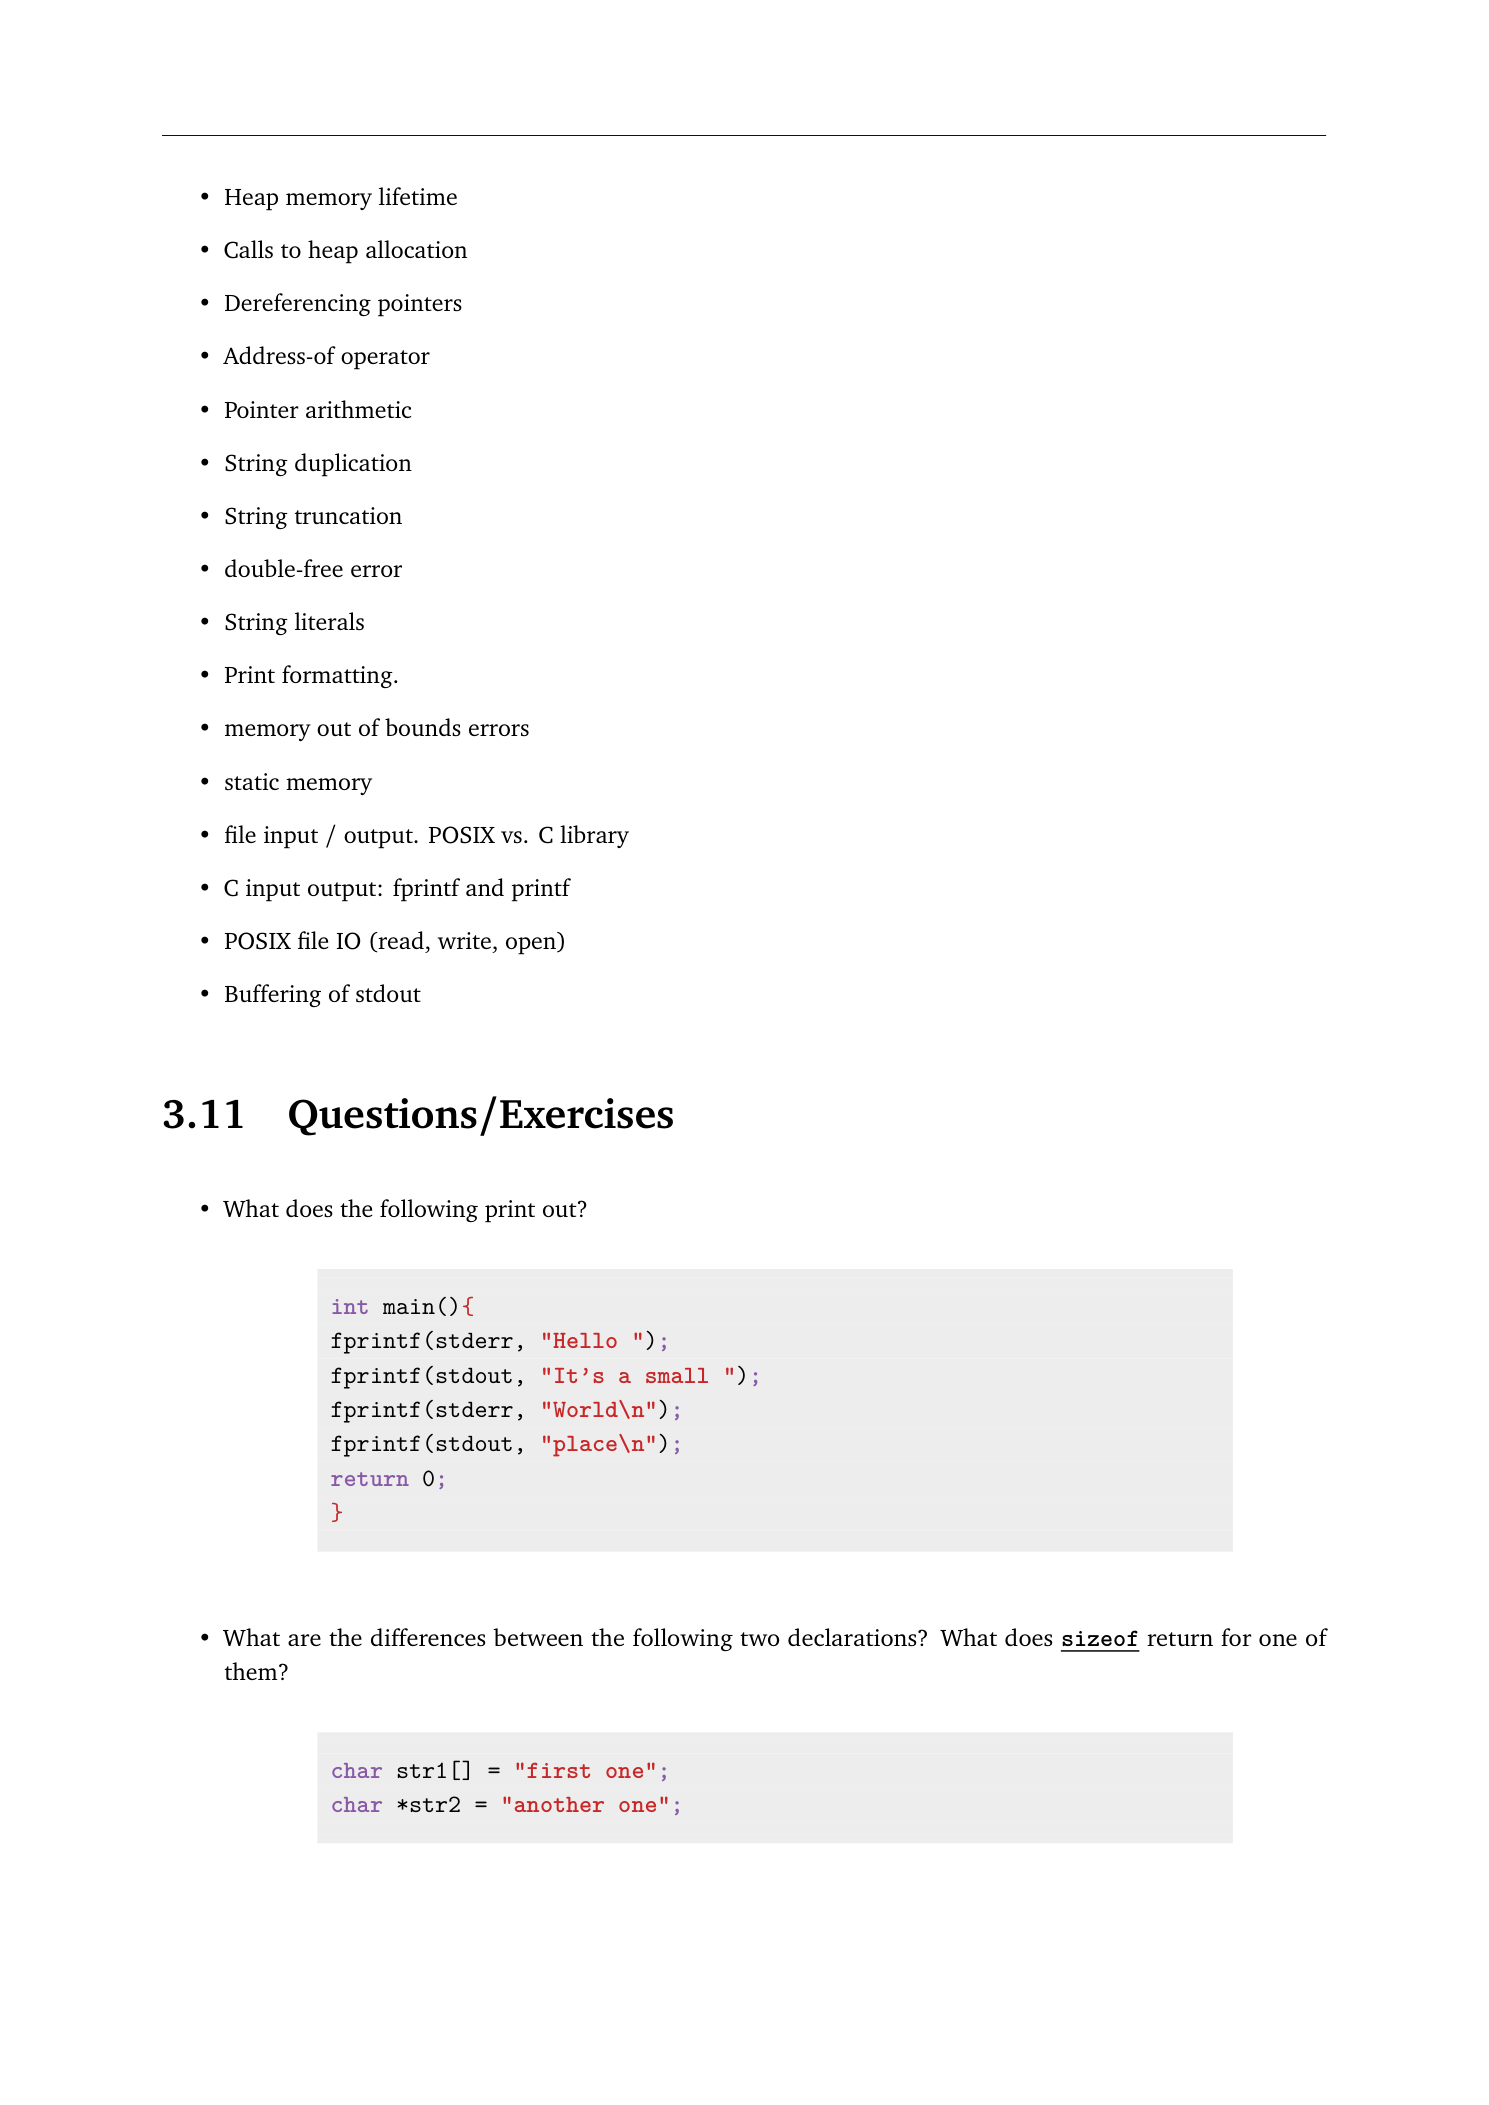 • Heap memory lifetime
• Calls to heap allocation
• Dereferencing pointers
• Address-of operator
• Pointer arithmetic
• String duplication
• String truncation
• double-free error
• String literals
• Print formatting.
• memory out of bounds errors
• static memory
• file input / output. POSIX vs. C library
• C input output: fprintf and printf
• POSIX file IO (read, write, open)
• Buffering of stdout
3.11 Questions/Exercises
• What does the following print out?
int main(){
fprintf(stderr, "Hello ");
fprintf(stdout, "It’s a small ");
fprintf(stderr, "World\n");
fprintf(stdout, "place\n");
return 0;
}
• What are the differences between the following two declarations? What does sizeof return for one of
them?
char str1[] = "first one";
char *str2 = "another one";